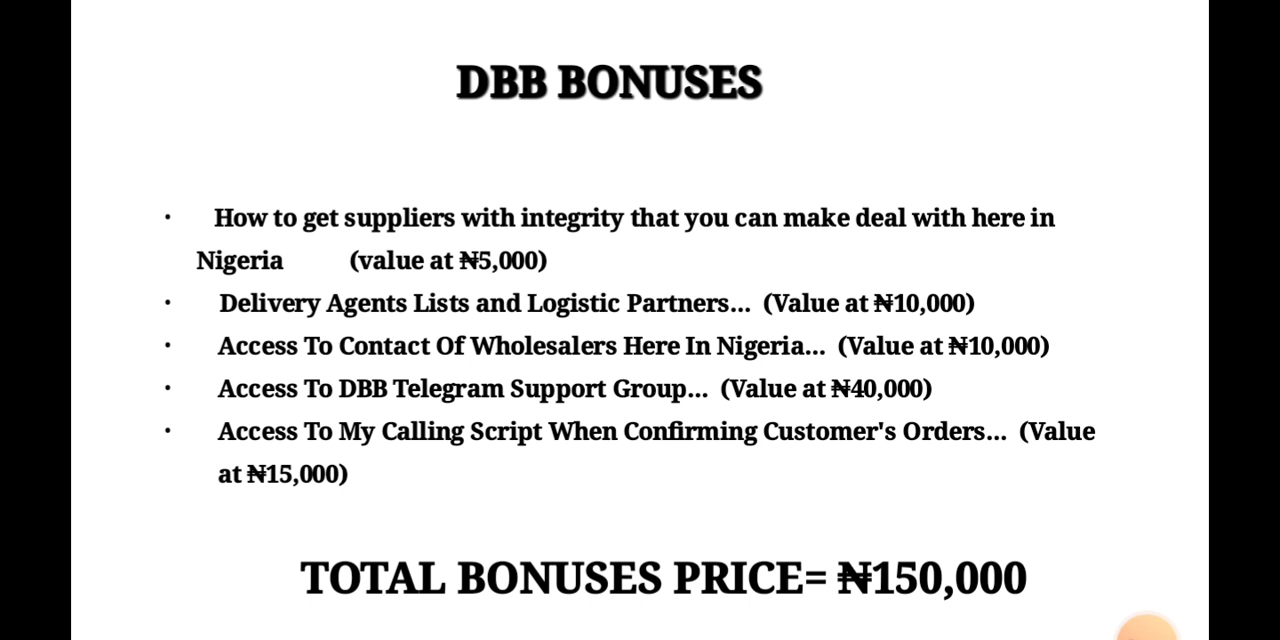 DBB BONUSES
· How to get suppliers with integrity that you can make deal with here in
Nigeria (value at ₦5,000)
· Delivery Agents Lists and Logistic Partners... (Value at ₦10,000)
· Access To Contact Of Wholesalers Here In Nigeria... (Value at ₦10,000)
· Access To DBB Telegram Support Group... (Value at ₦40,000)
· Access To My Calling Script When Confirming Customer's Orders... (Value
at ₦15,000)
TOTAL BONUSES PRICE= ₦150,000